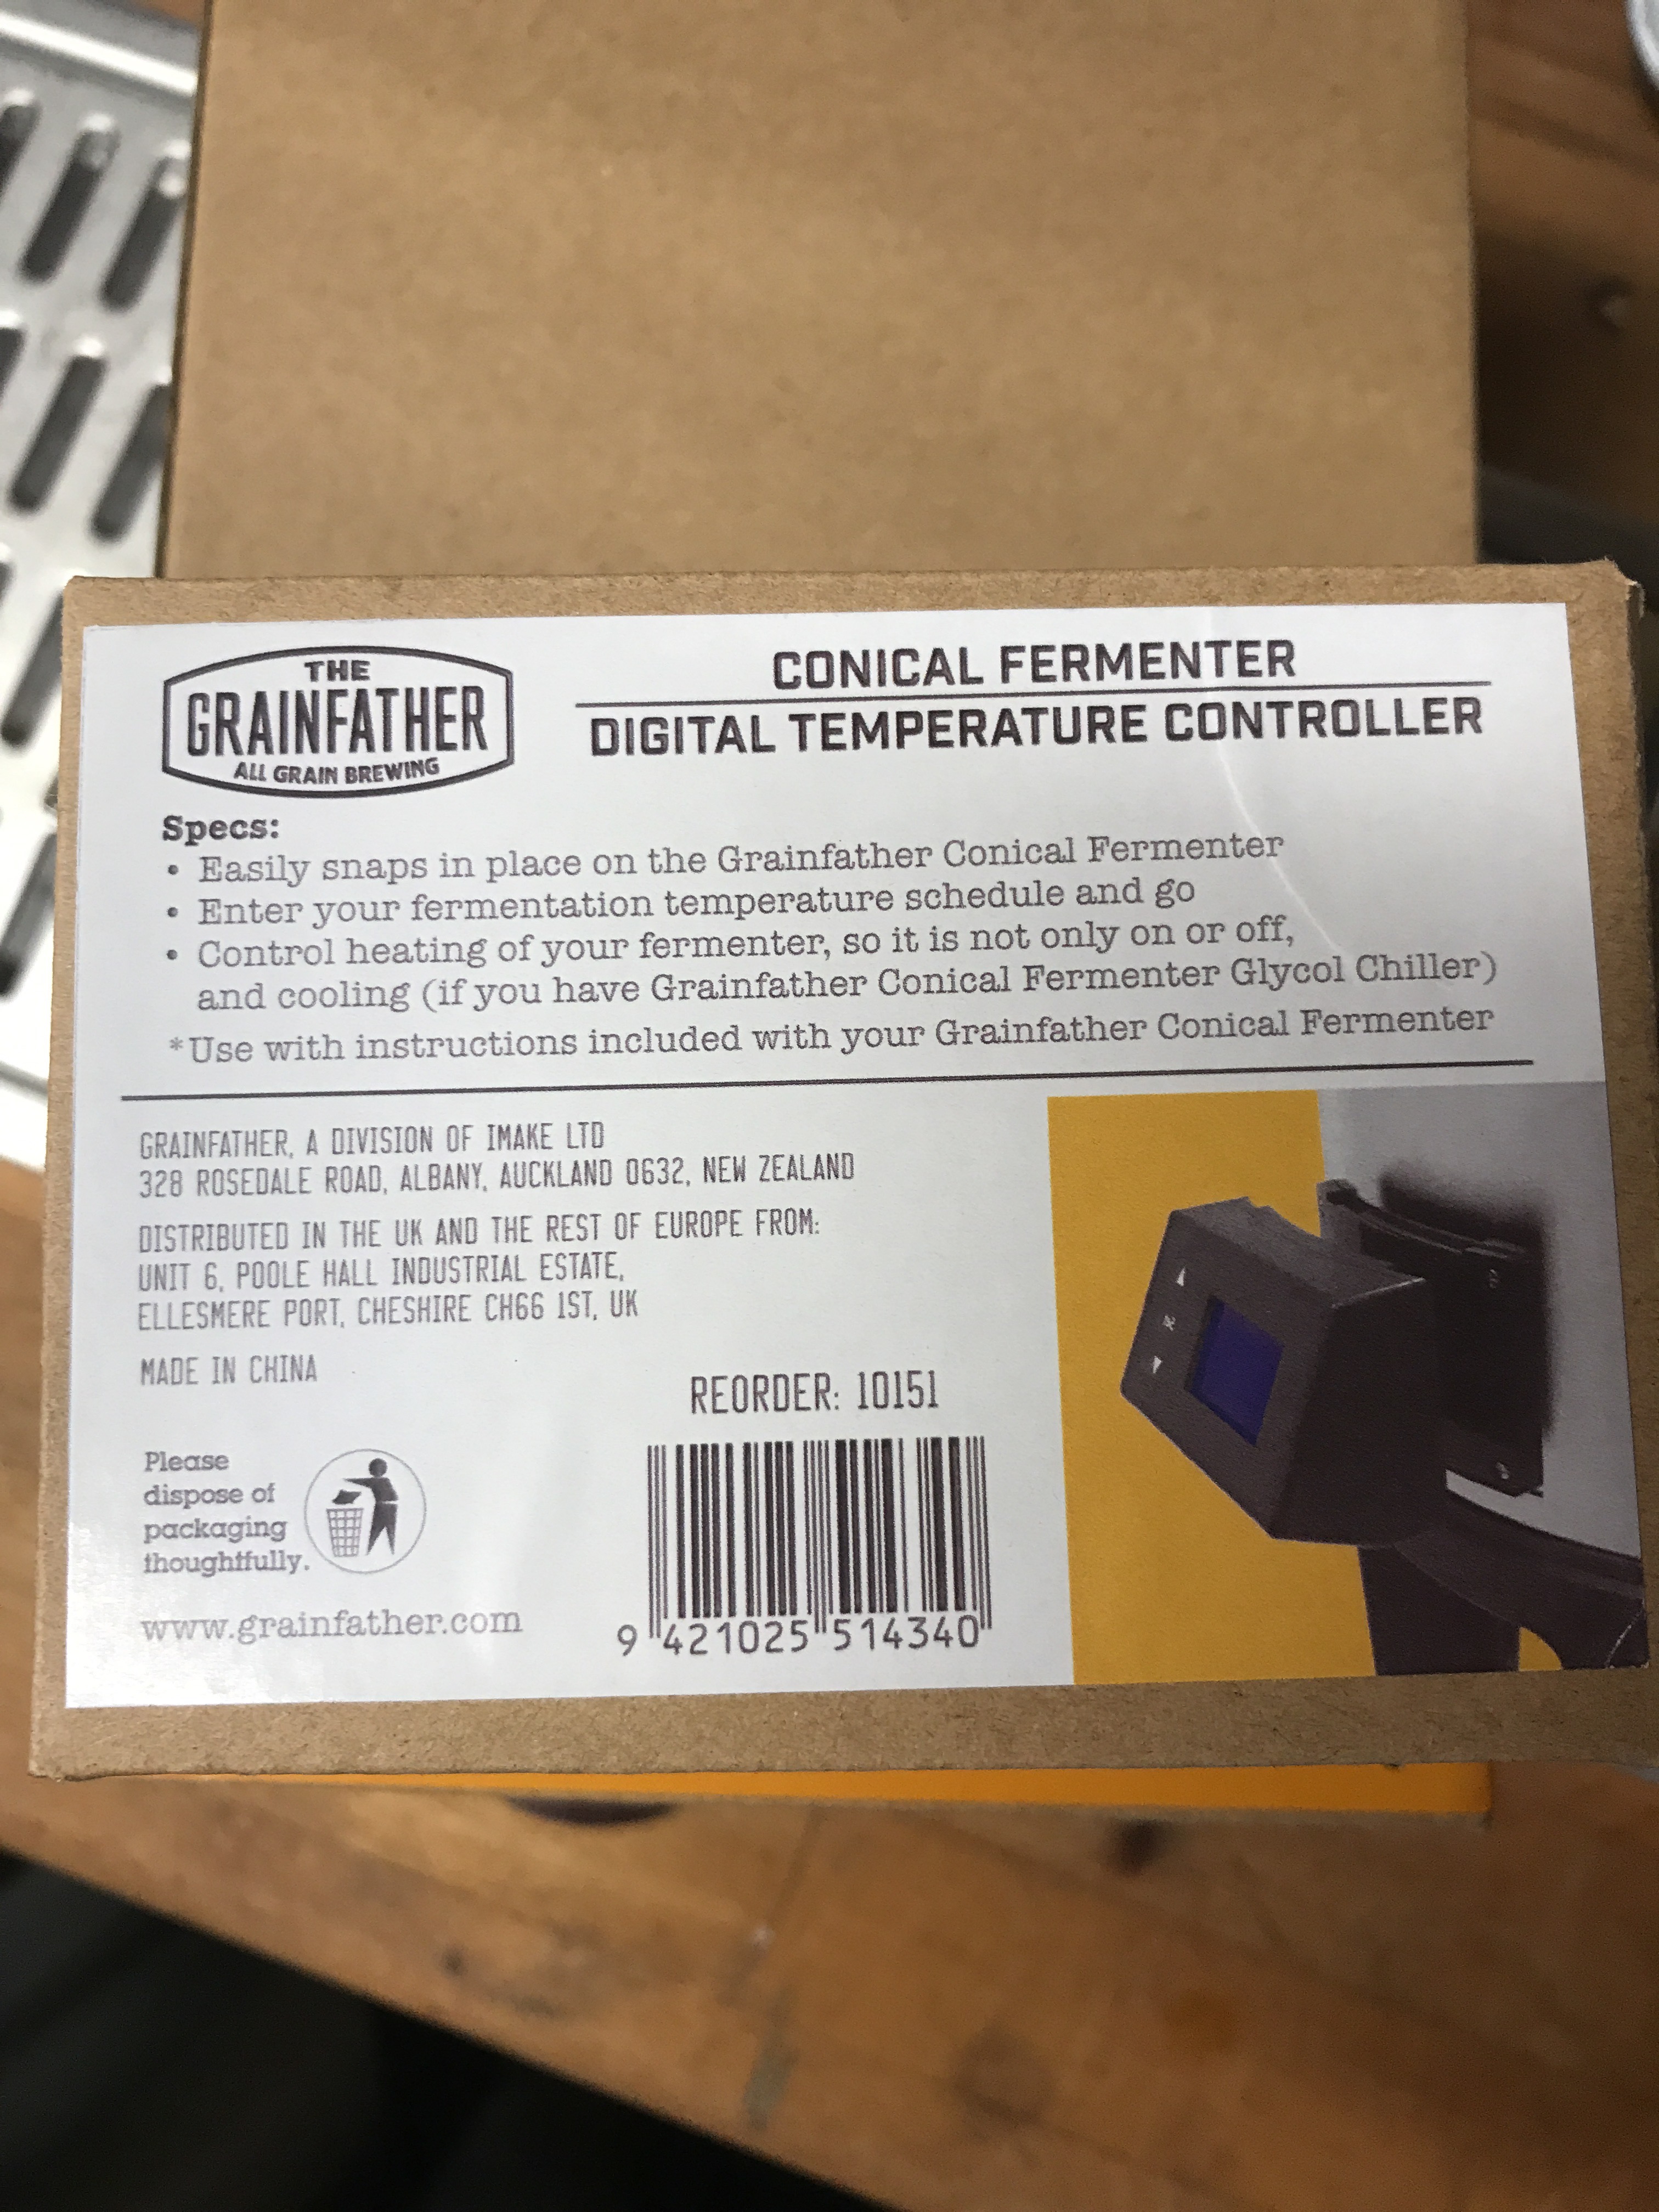 THE
GRAINFATHER
ALL GRAIN BREWING
CONICAL FERMENTER
DIGITAL TEMPERATURE CONTROLLER
Specs:
• Easily snaps in place on the Grainfather Conical Fermenter
• Enter your fermentation temperature schedule and go
• Control heating of your fermenter, so it is not only on or off,
and cooling (if you have Grainfather Conical Fermenter Glycol Chiller)
*Use with instructions included with your Grainfather Conical Fermenter
GRAINFATHER, A DIVISION OF IMAKE LTD
328 ROSEDALE ROAD, ALBANY, AUCKLAND 0632, NEW ZEALAND
DISTRIBUTED IN THE UK AND THE REST OF EUROPE FROM:
UNIT 6, POOLE HALL INDUSTRIAL ESTATE,
ELLESMERE PORT, CHESHIRE CH66 1ST, UK
MADE IN CHINA
REORDER: 10151
Please
dispose of
packaging
thoughtfully.
www.grainfather.com
9 421025 514340